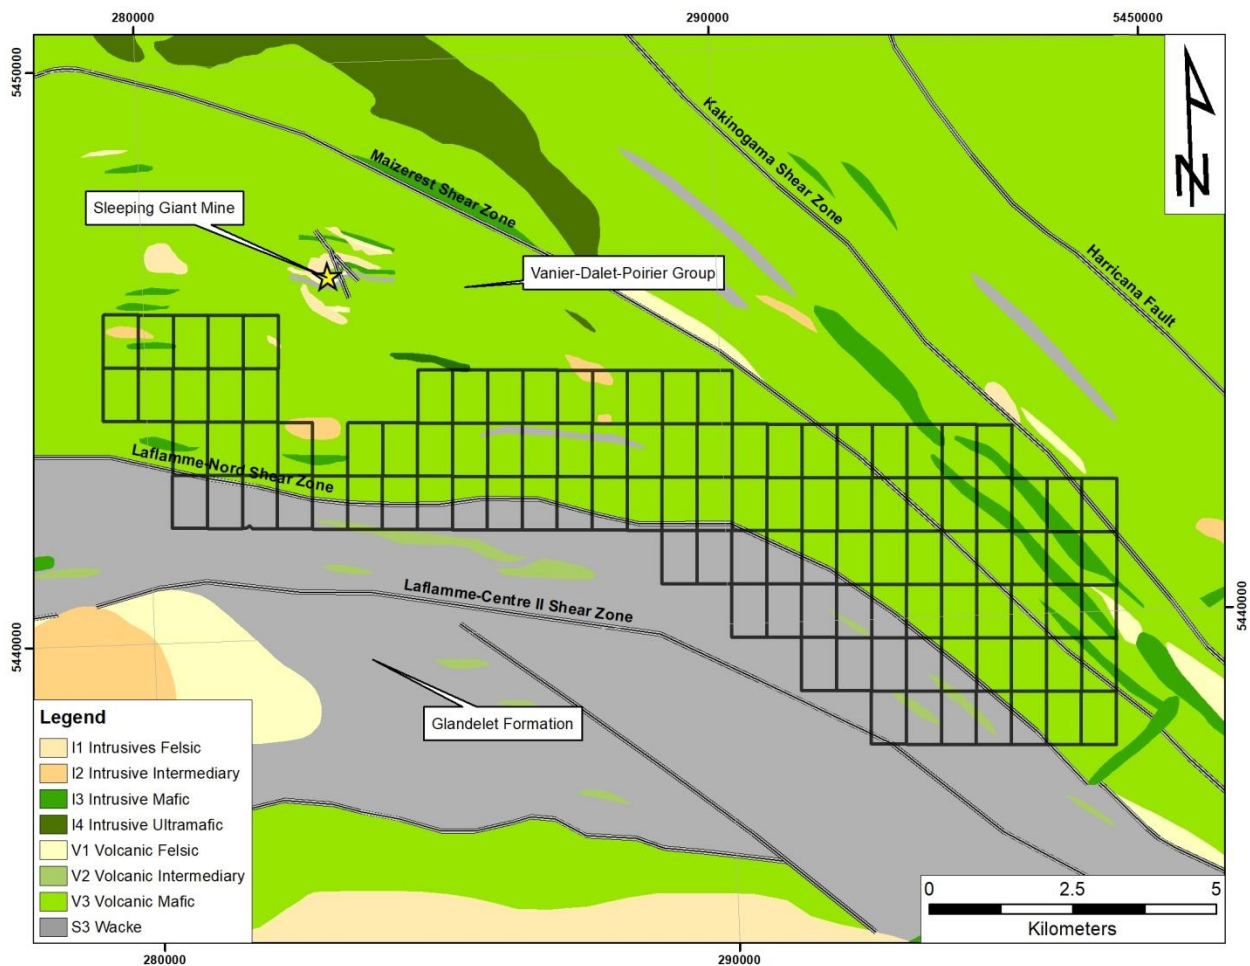 280000
290000
5450000
5450000
Kakinogama Shear Zone
Maizerest Shear Zone
N
Sleeping Giant Mine
Harricana Fault
Vanier-Dalet-Poirier Group
Laflamme-Nord Shear Zone
Laflamme-Centre II Shear Zone
5440000
5440000
Glandelet Formation
Legend
I1 Intrusives Felsic
I2 Intrusive Intermediary
I3 Intrusive Mafic
I4 Intrusive Ultramafic
V1 Volcanic Felsic
V2 Volcanic Intermediary
V3 Volcanic Mafic
S3 Wacke
0 2.5 5
Kilometers
280000
290000